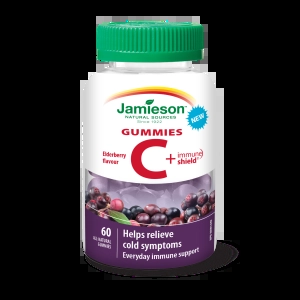 Jamieson
NATURAL SOURCES
Since 1922
NEW
GUMMIES
Elderberry
flavour
C + immune
shield
60
Helps relieve
cold symptoms
GUMMIES
Everyday immune support